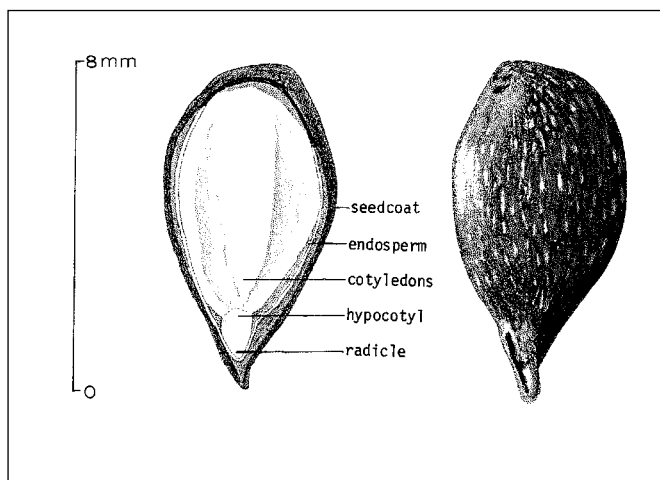 8mm
seedcoat
endosperm
cotyledons
hypocotyl
radicle
0